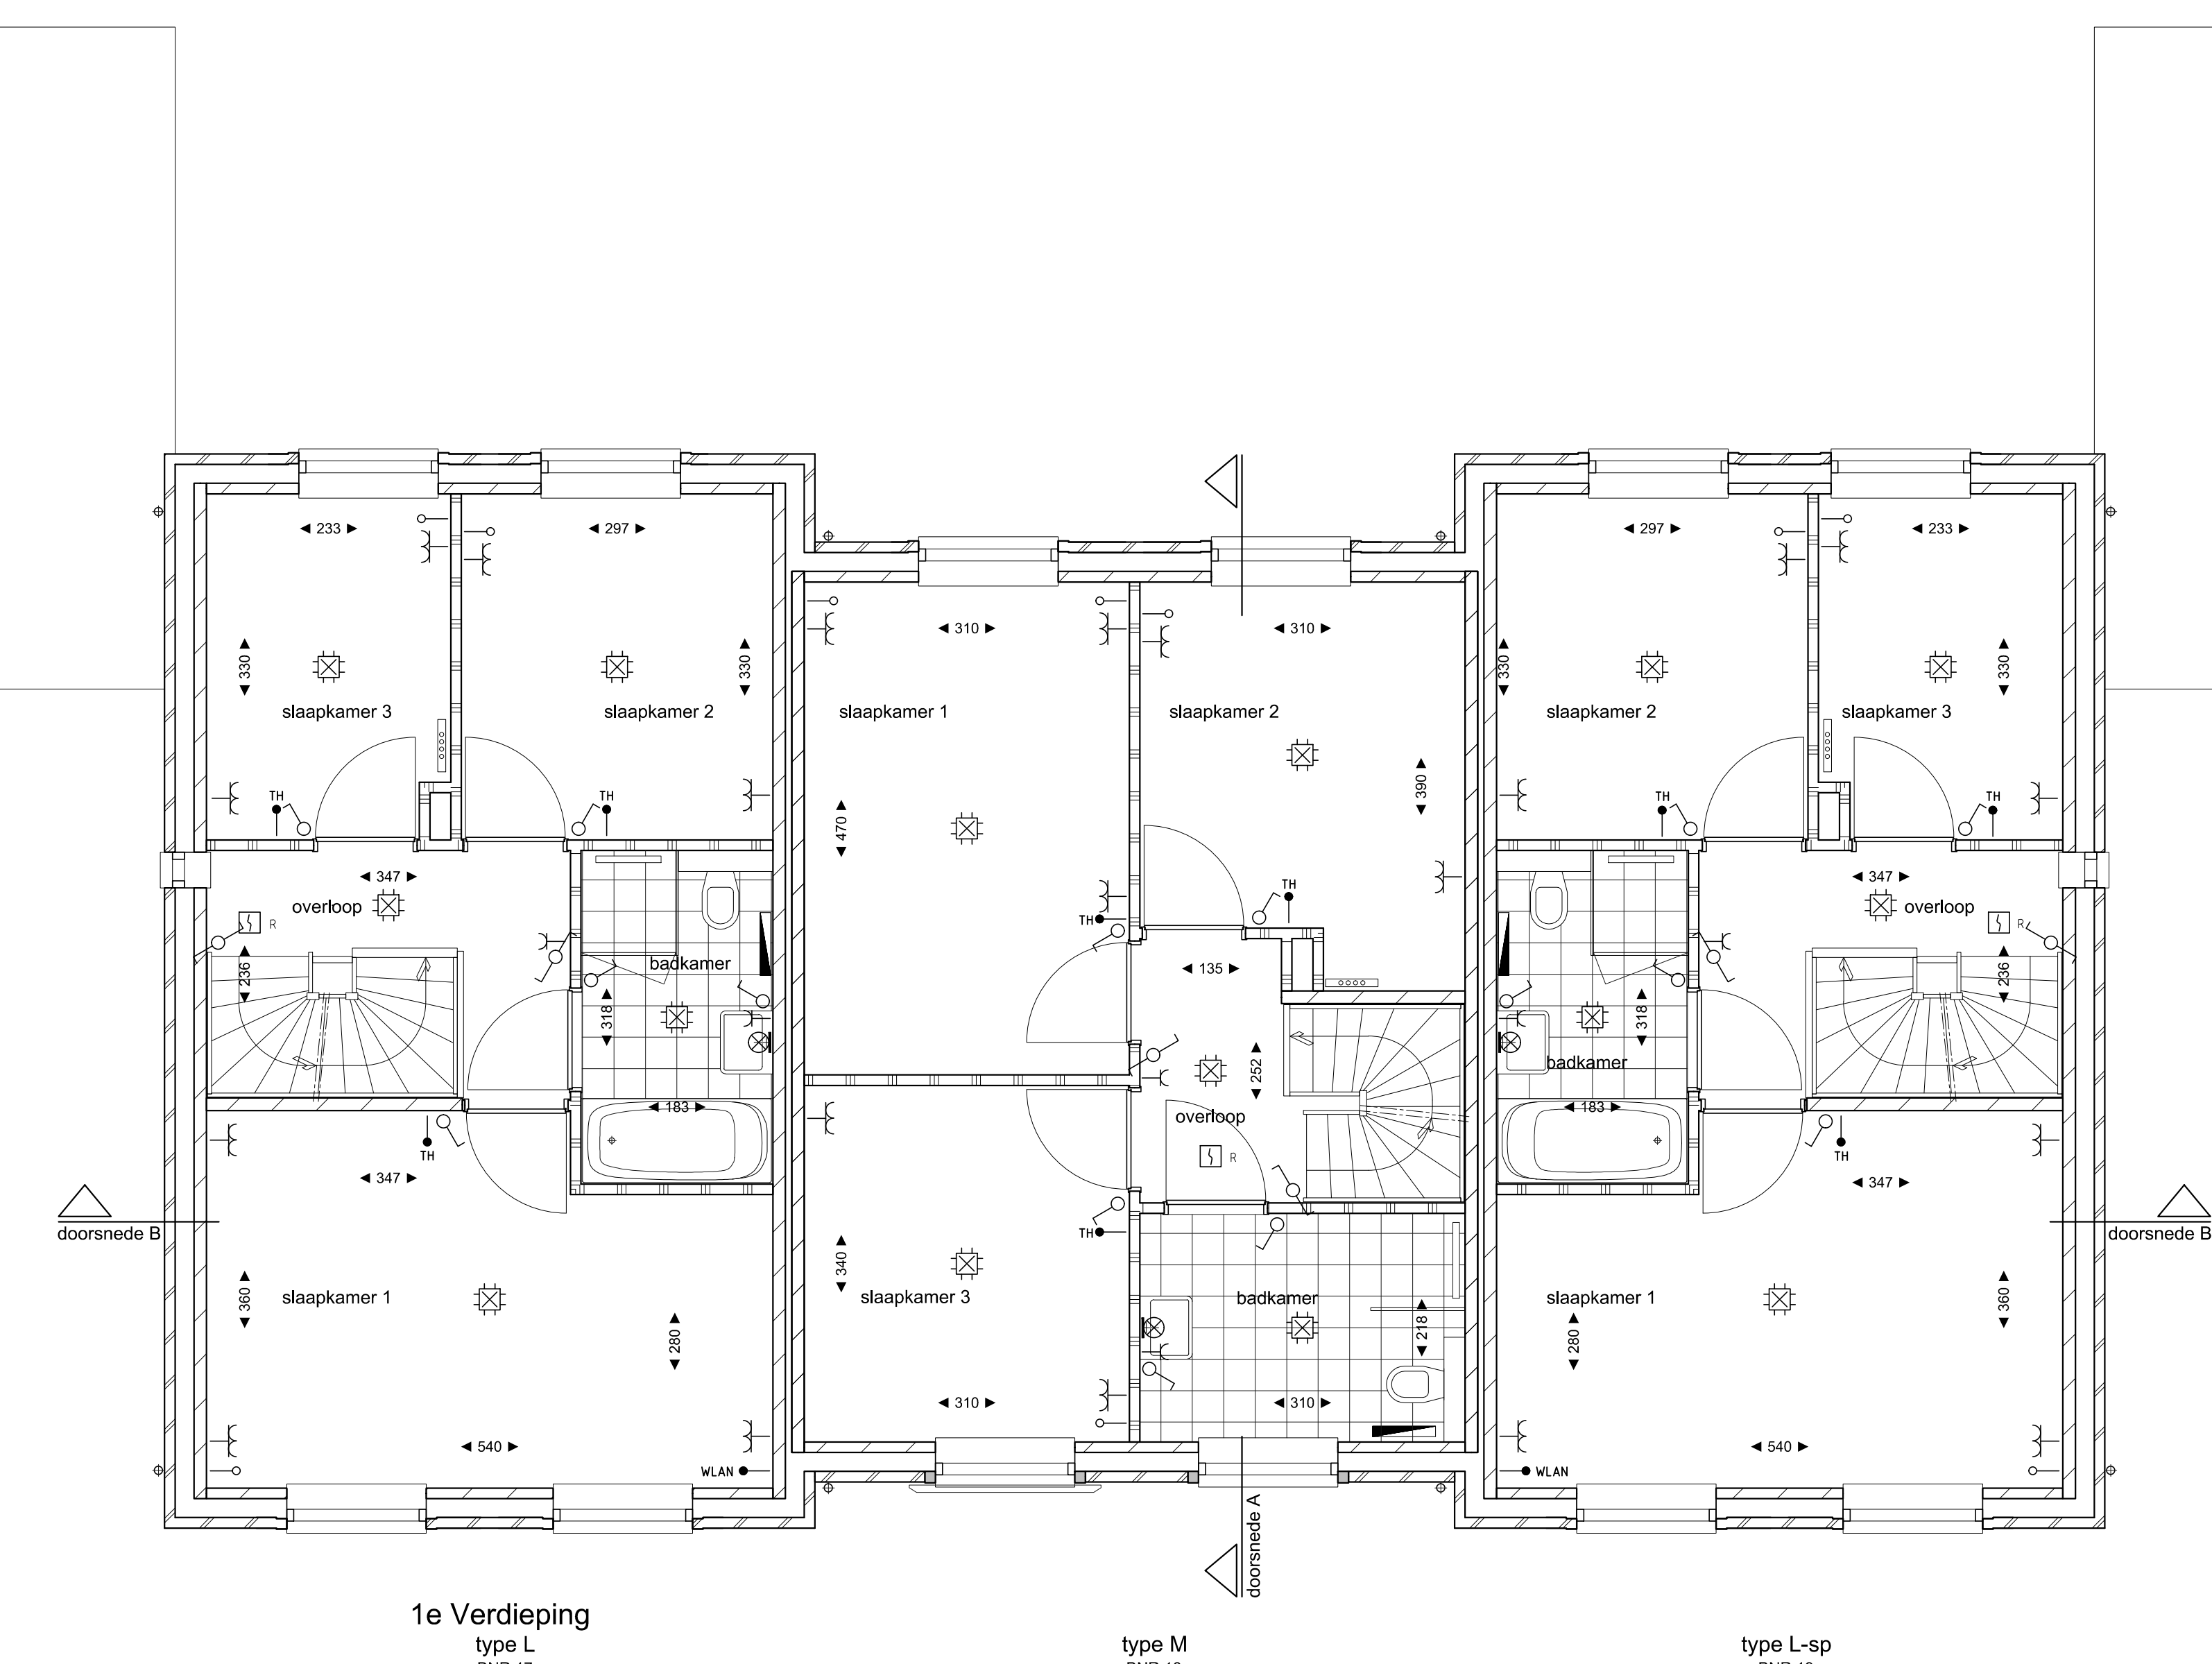 233
297
297
233
310
310
330
330
330
330
slaapkamer 3
slaapkamer 2
slaapkamer 1
slaapkamer 2
slaapkamer 2
slaapkamer 3
390
470
TH
TH
TH
TH
TH
TH
347
347
overloop
overloop
R
R
236
236
badkamer
135
318
318
252
badkamer
183
overloop
183
TH
TH
R
347
347
TH
doorsnede B
doorsnede B
340
360
slaapkamer 1
slaapkamer 3
badkamer
slaapkamer 1
360
280
218
280
310
310
540
540
WLAN
WLAN
doorsnede A
1e Verdieping
type L
type M
type L-sp